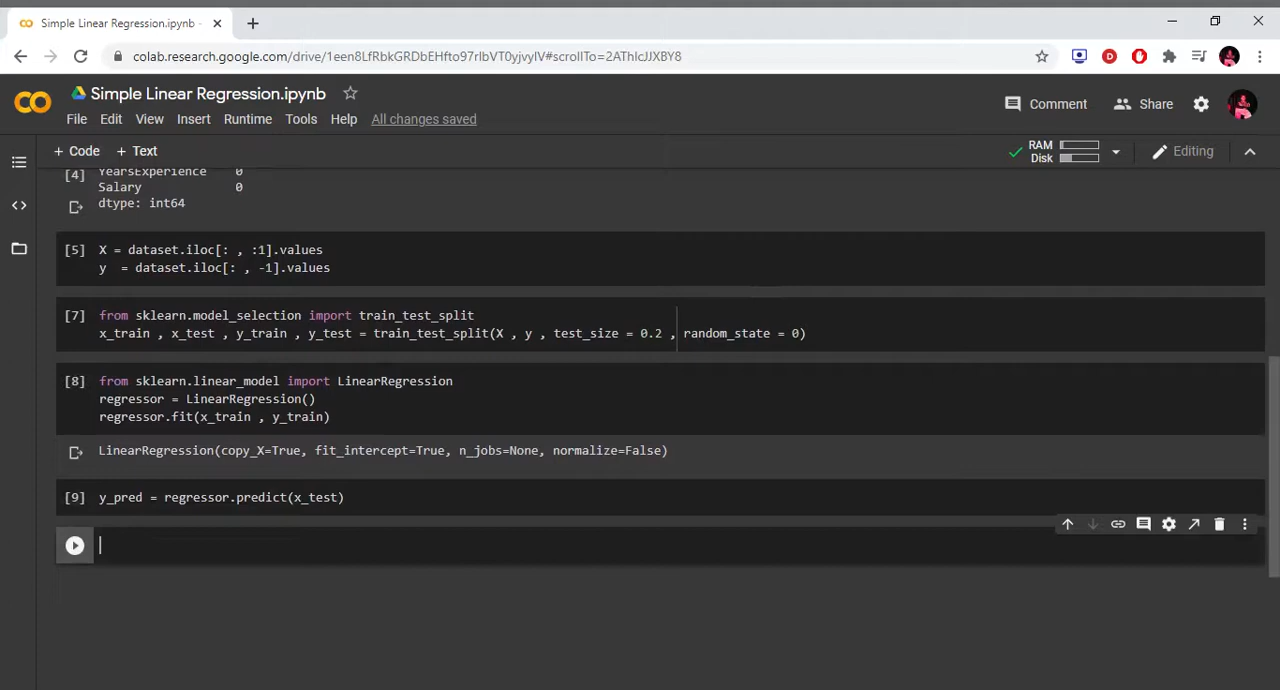 Simple Linear Regression.ipynb -
colab.research.google.com/drive/1een8LfRbkGRDbEHfto97rlbVT0yjvylV#scrollTo=2AThlcJJXBY8
Simple Linear Regression.ipynb
Comment
Share
File Edit View Insert Runtime Tools Help All changes saved
+ Code + Text
RAM
Disk
Editing
[4] YearsExperience 0
Salary 0
dtype: int64
[5] X = dataset.iloc[: , :1].values
y = dataset.iloc[: , -1].values
[7] from sklearn.model_selection import train_test_split
x_train , x_test , y_train , y_test = train_test_split(X , y , test_size = 0.2 , random_state = 0)
[8] from sklearn.linear_model import LinearRegression
regressor = LinearRegression()
regressor.fit(x_train , y_train)
LinearRegression(copy_X=True, fit_intercept=True, n_jobs=None, normalize=False)
[9] y_pred = regressor.predict(x_test)